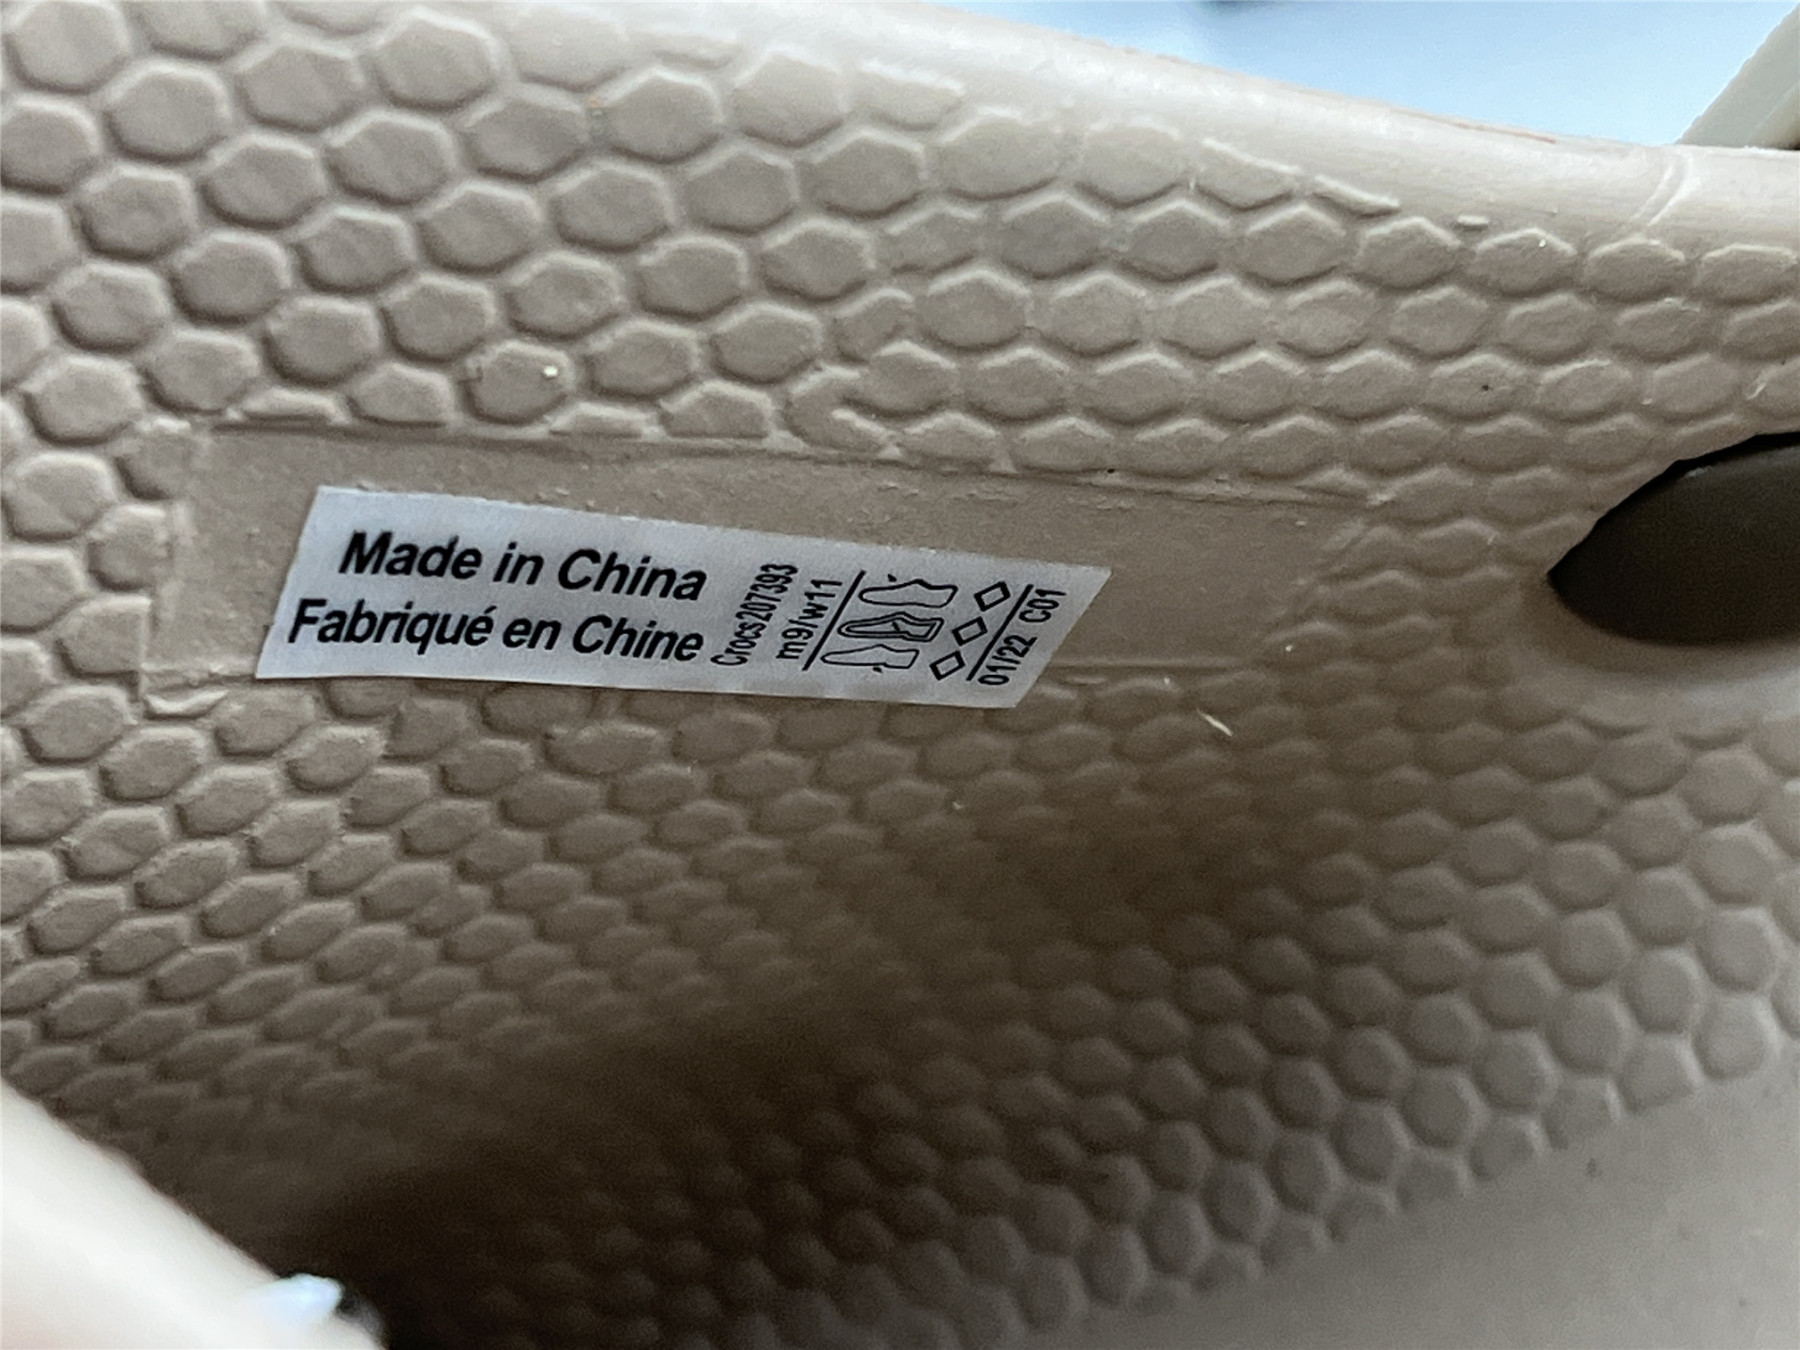 Made in China
Fabriqué en Chine
Crocs207393
m9/w11
01/22 C01